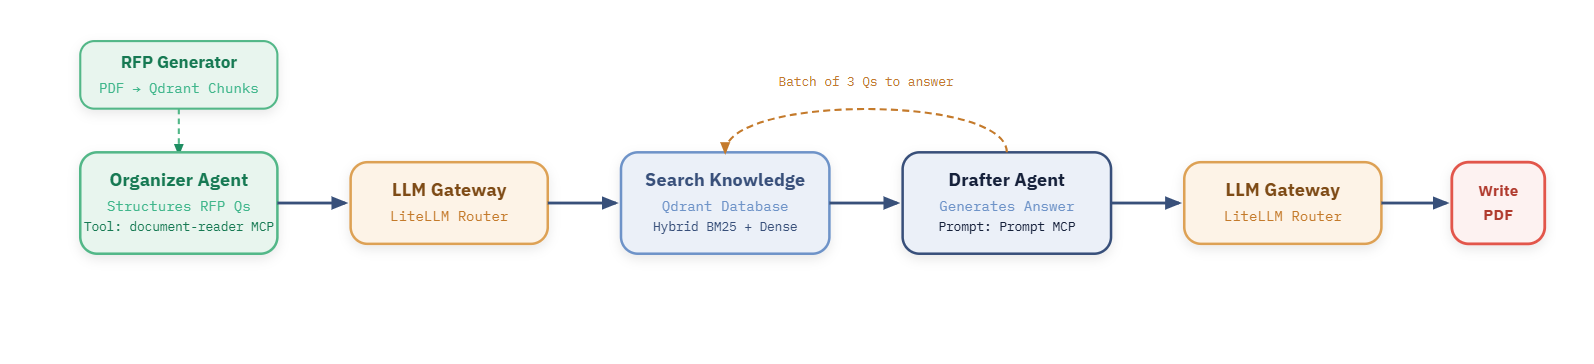 RFP Generator
PDF → Qdrant Chunks
Batch of 3 Qs to answer
Organizer Agent
Structures RFP Qs
Tool: document-reader MCP
LLM Gateway
LiteLLM Router
Search Knowledge
Qdrant Database
Hybrid BM25 + Dense
Drafter Agent
Generates Answer
Prompt: Prompt MCP
LLM Gateway
LiteLLM Router
Write
PDF